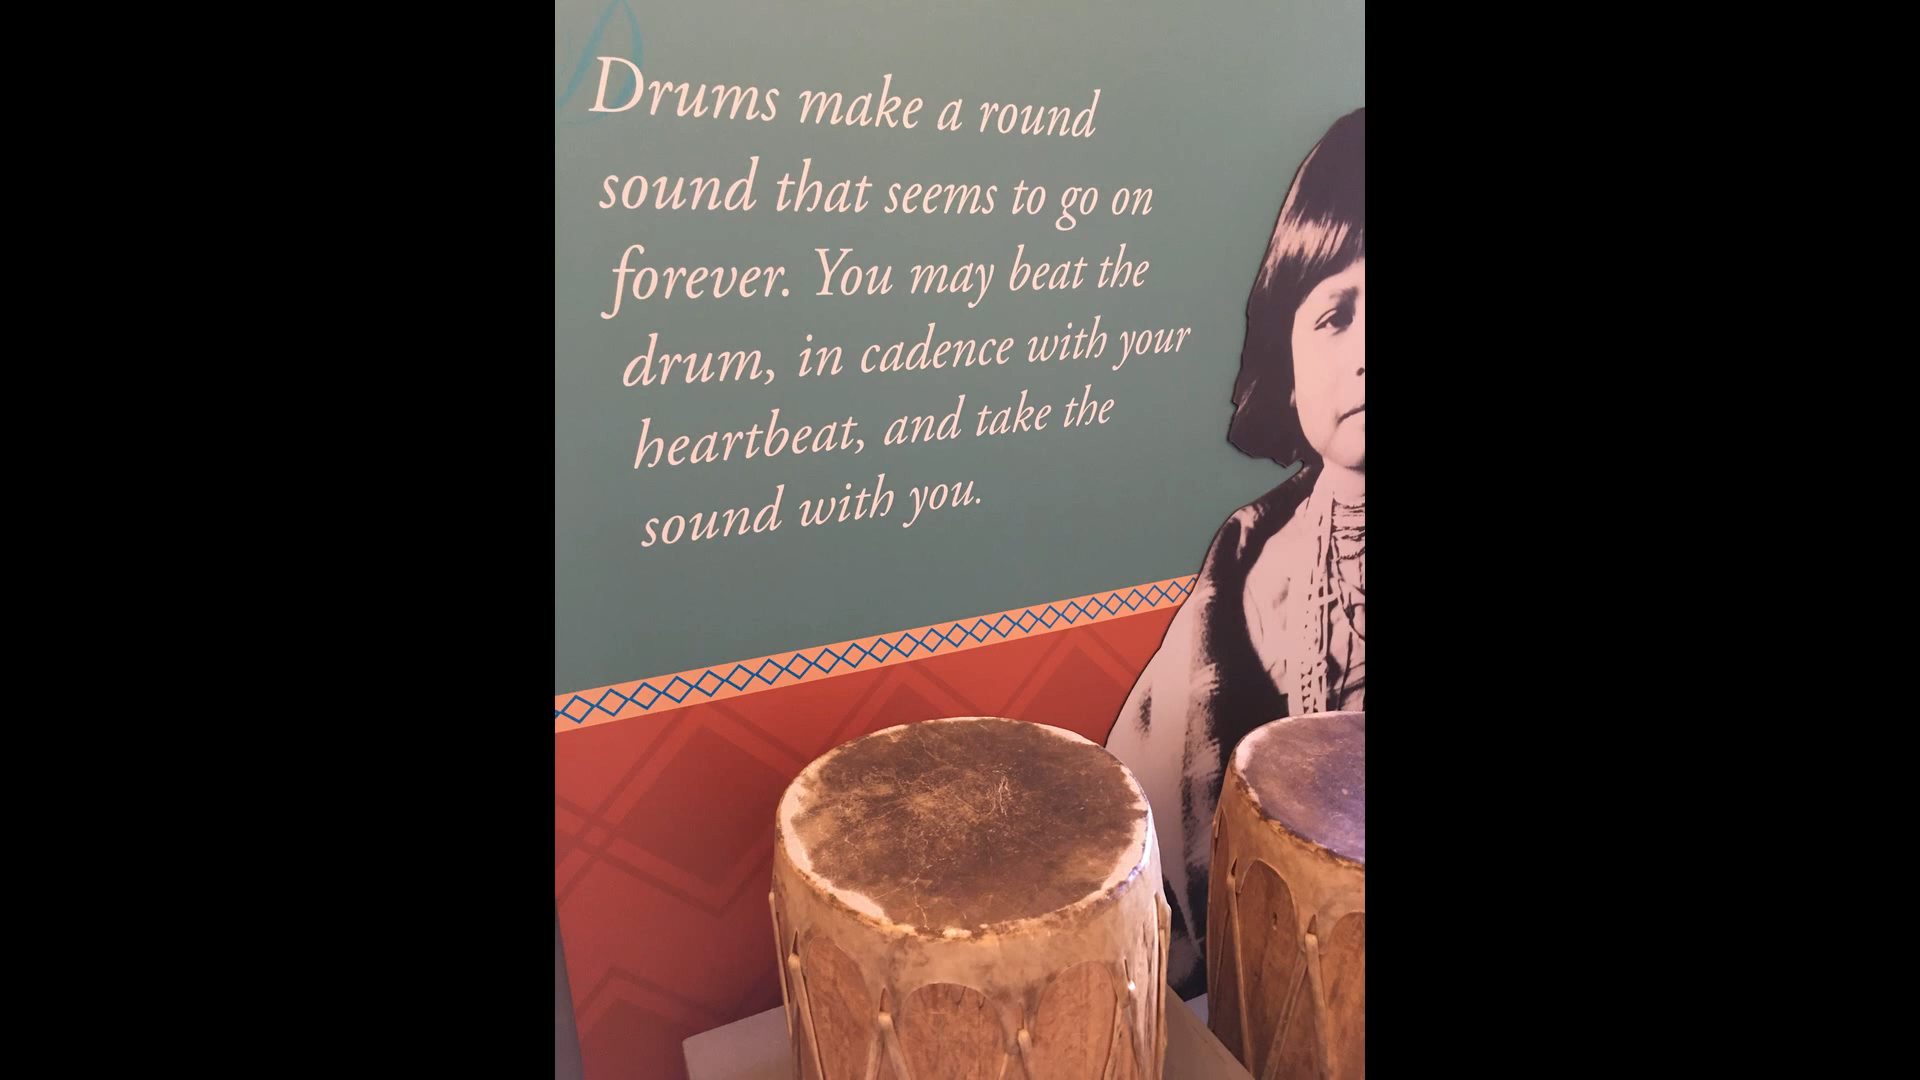 Drums make a round
sound that seems to go on
forever. You may beat the
drum, in cadence with your
heartbeat, and take the
sound with you.